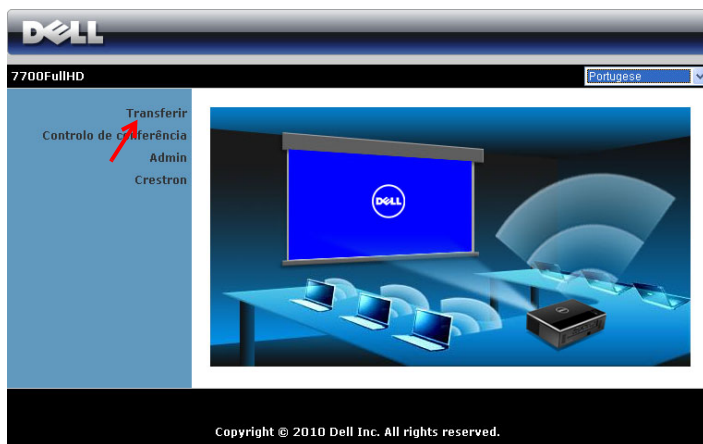 DELL
7700FullHD
Portugese
Transferir
Controlo de conferência
Admin
Crestron
DELL
Copyright © 2010 Dell Inc. All rights reserved.